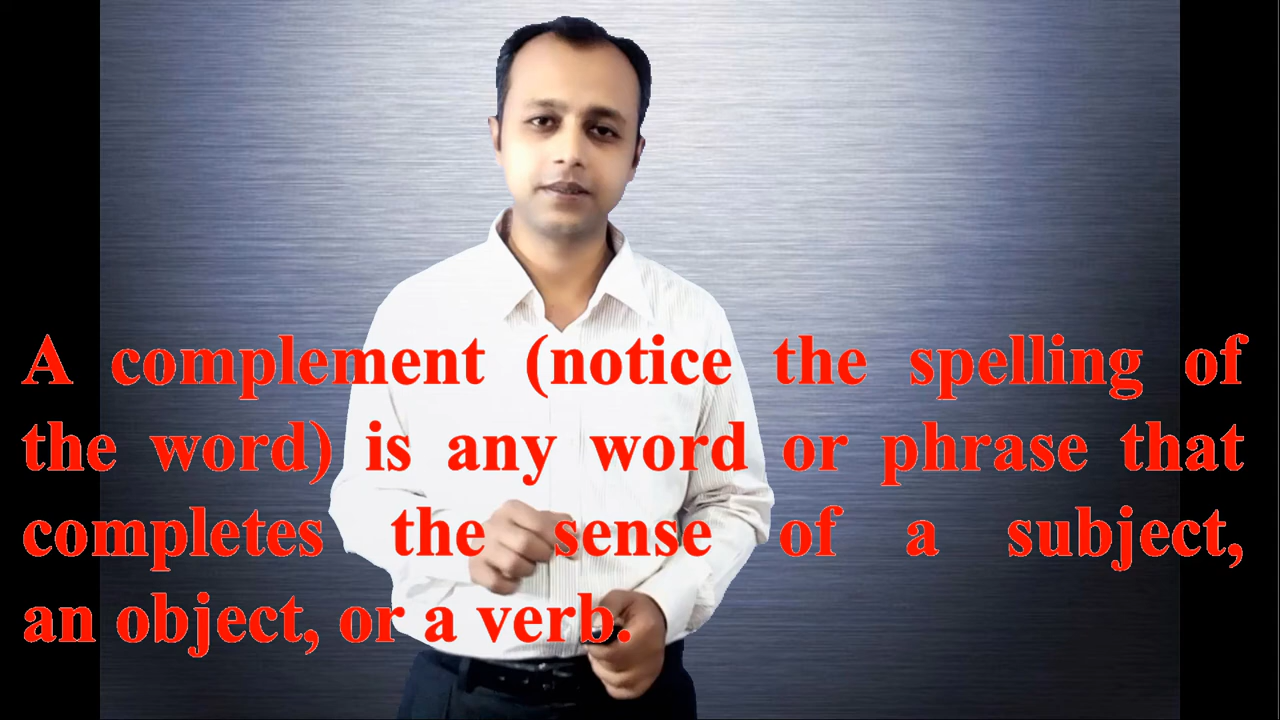 A complement (notice the spelling of
the word) is any word or phrase that
completes the sense of a subject,
an object, or a verb.